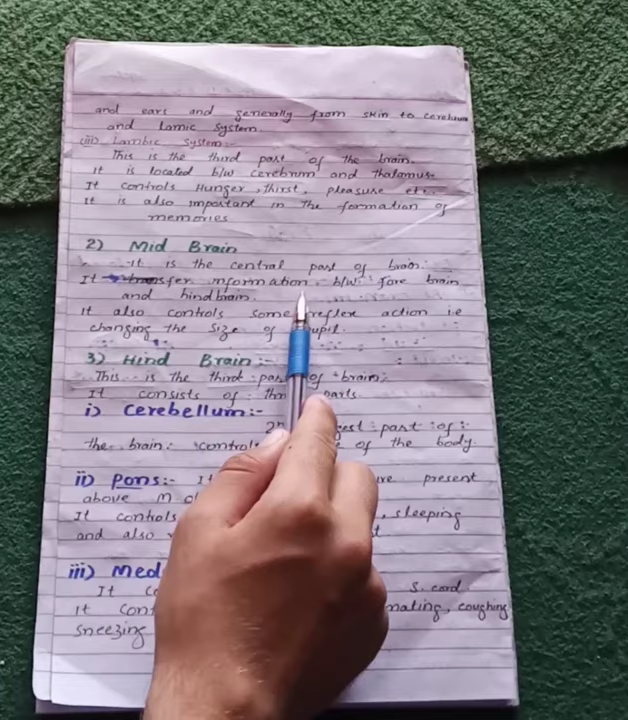 and ears and generally from skin to cerebrum
and Lamic System.
(iii) Lambic System:-
This is the third part of the brain.
It is located b/w cerebrum and thalamus.
It controls Hunger, thirst, pleasure etc.
It is also important in the formation of
memories
2) Mid Brain
It is the central part of brain.
It transfer information b/w fore brain
and hind brain.
It also controls some reflex action i.e
changing the size of pupil.
3) Hind Brain:-
This is the third part of brain.
It consists of parts.
i) Cerebellum:-
part of
the brain. control of the body.
ii) Pons:- It present
above M
It controls , sleeping
and also
iii) Med
It S. cord
It cont coughing
sneezing